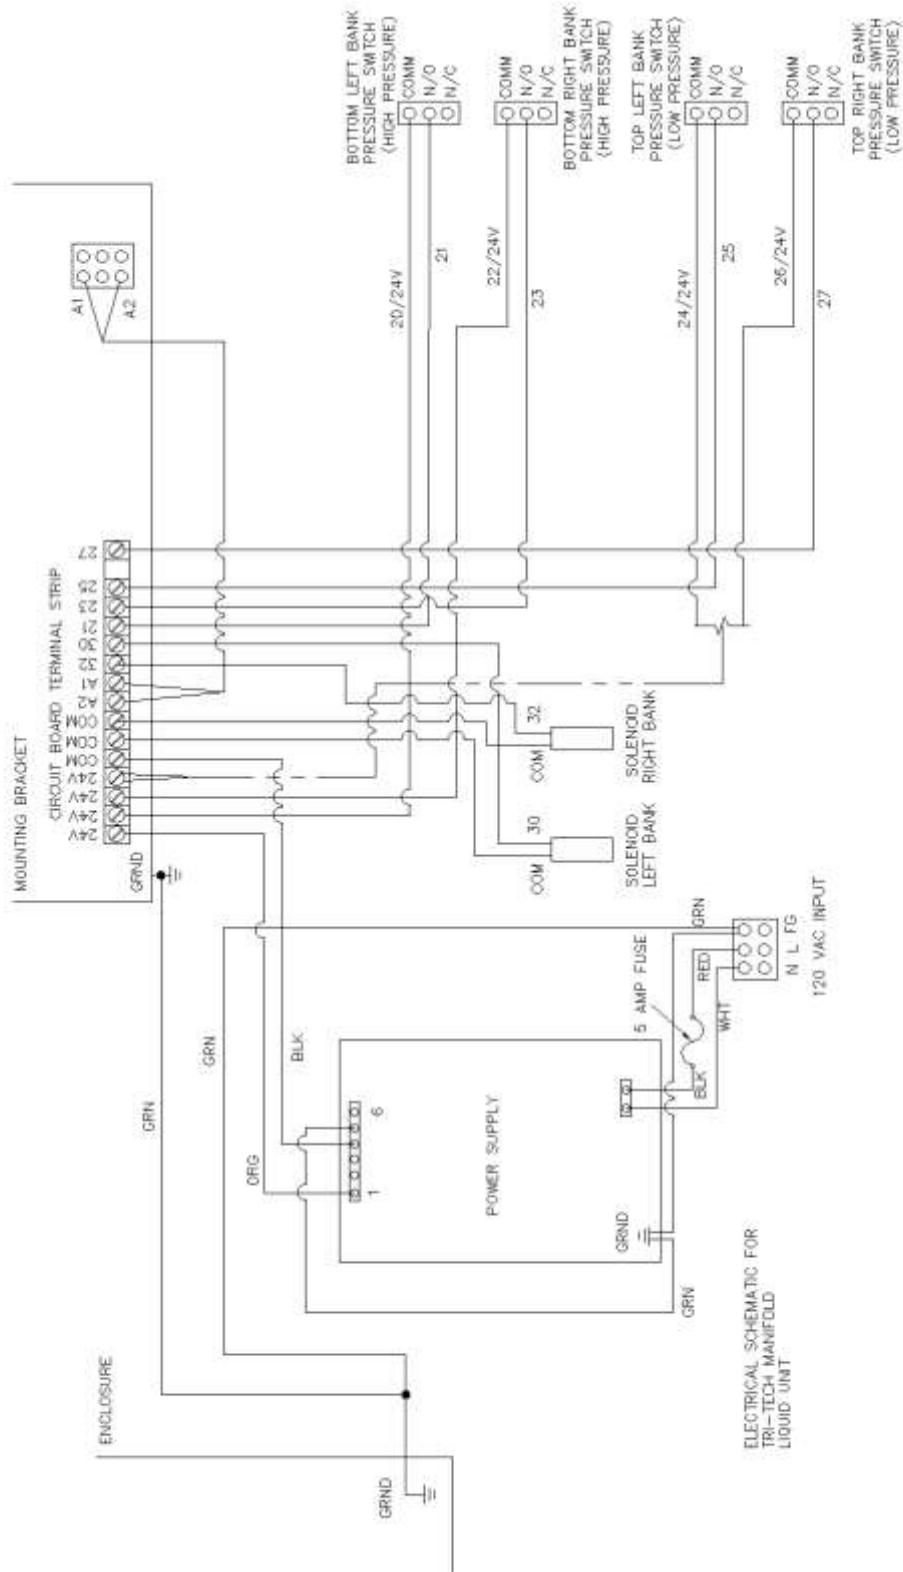 ENCLOSURE
GRND
GRN
GRN
MOUNTING BRACKET
GRND
CIRCUIT BOARD TERMINAL STRIP
24V
24V
24V
24V
COM
COM
COM
A2
A1
32
30
21
23
25
27
A1
A2
ORG
BLK
1
6
POWER SUPPLY
GRND
GRN
5 AMP FUSE
BLK
RED
WHT
GRN
N L FG
120 VAC INPUT
COM
30
SOLENOID
LEFT BANK
COM
32
SOLENOID
RIGHT BANK
BOTTOM LEFT BANK
PRESSURE SWITCH
(HIGH PRESSURE)
COMM
N/O
N/C
20/24V
21
COMM
N/O
N/C
BOTTOM RIGHT BANK
PRESSURE SWITCH
(HIGH PRESSURE)
22/24V
23
TOP LEFT BANK
PRESSURE SWITCH
(LOW PRESSURE)
COMM
N/O
N/C
24/24V
25
COMM
N/O
N/C
TOP RIGHT BANK
PRESSURE SWITCH
(LOW PRESSURE)
26/24V
27
ELECTRICAL SCHEMATIC FOR
TRI-TECH MANIFOLD
LIQUID UNIT